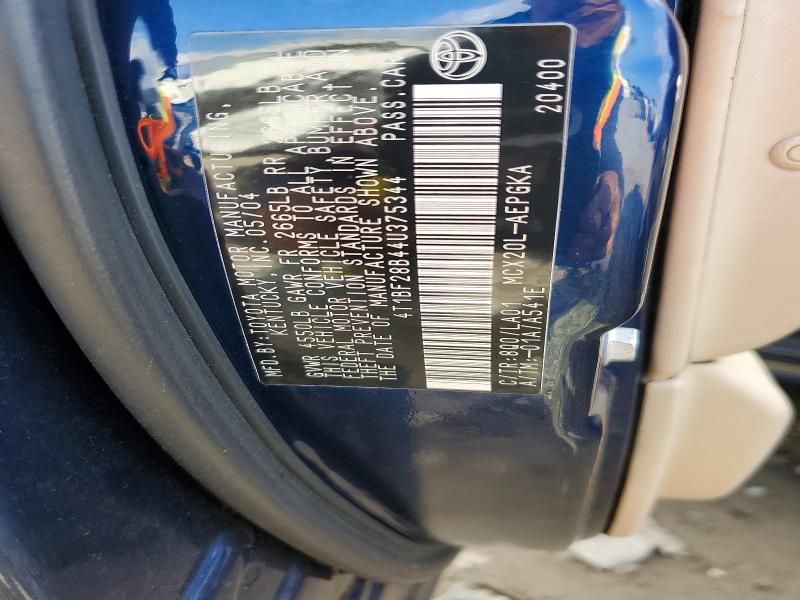 MFD.BY:TOYOTA MOTOR MANUFACTURING,
KENTUCKY, INC. 05/04
GVWR 4550LB GAWR FR 2665LB RR
THIS VEHICLE CONFORMS TO ALL APPLICABLE
FEDERAL MOTOR VEHICLE SAFETY, BUMPER, AND
THEFT PREVENTION STANDARDS IN EFFECT ON
THE DATE OF MANUFACTURE SHOWN ABOVE.
4T1BF28B44U375344 PASS.CAR
C/TR:8Q0/LA01 MCX20L-AEPGKA
A/TM-01A/A541E
20400